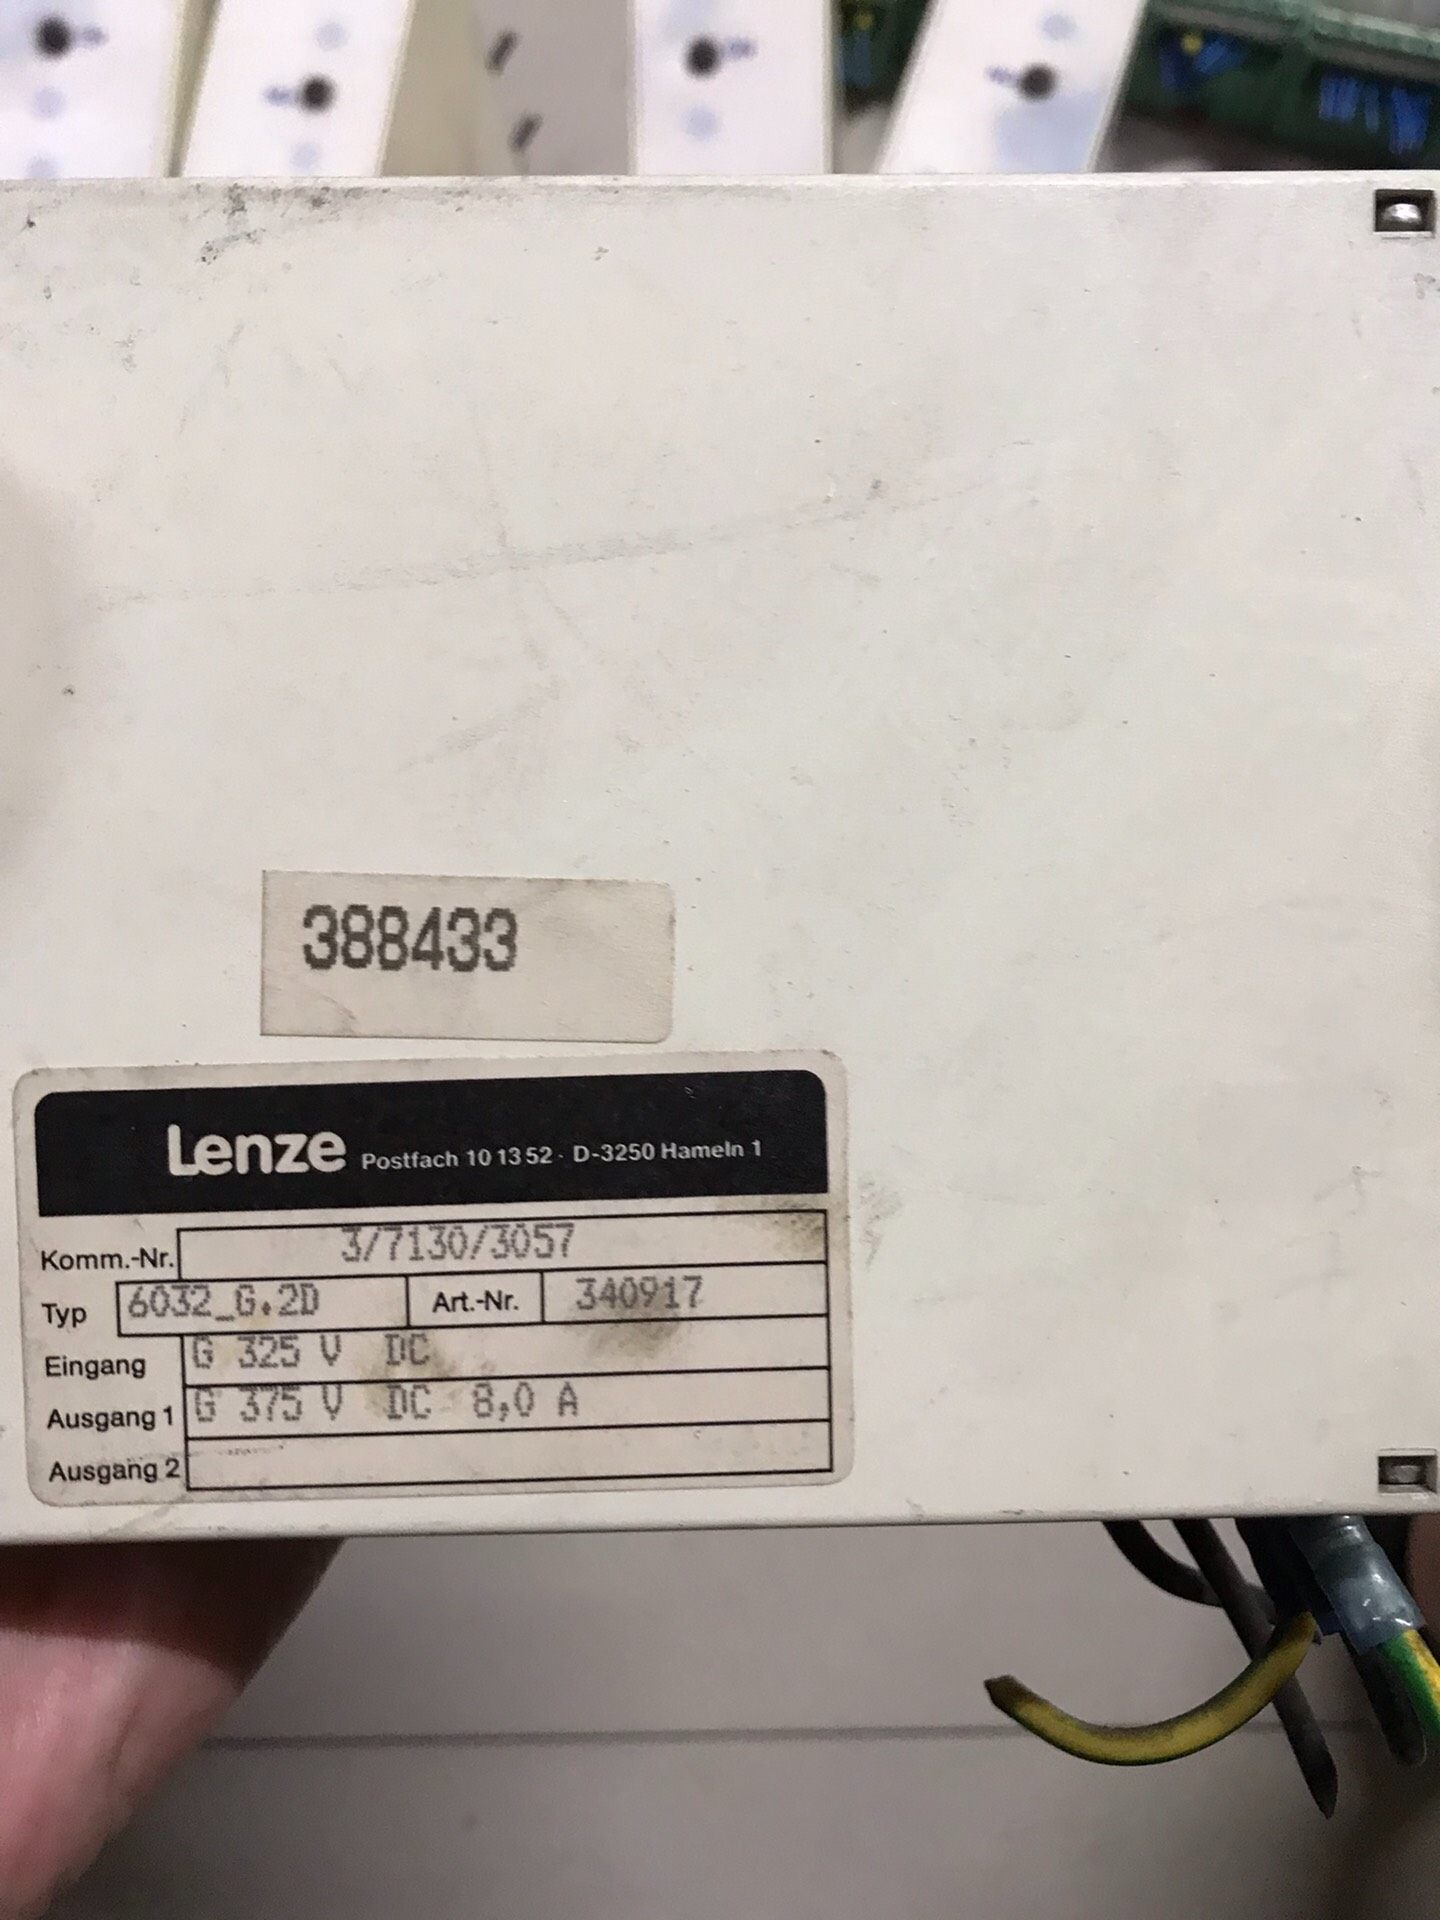 388433
Lenze Postfach 10 13 52 · D-3250 Hameln 1
Komm.-Nr. 3/7130/3057
Typ 6032_G.2D Art.-Nr. 340917
Eingang G 325 V DC
Ausgang 1 G 375 V DC 8,0 A
Ausgang 2